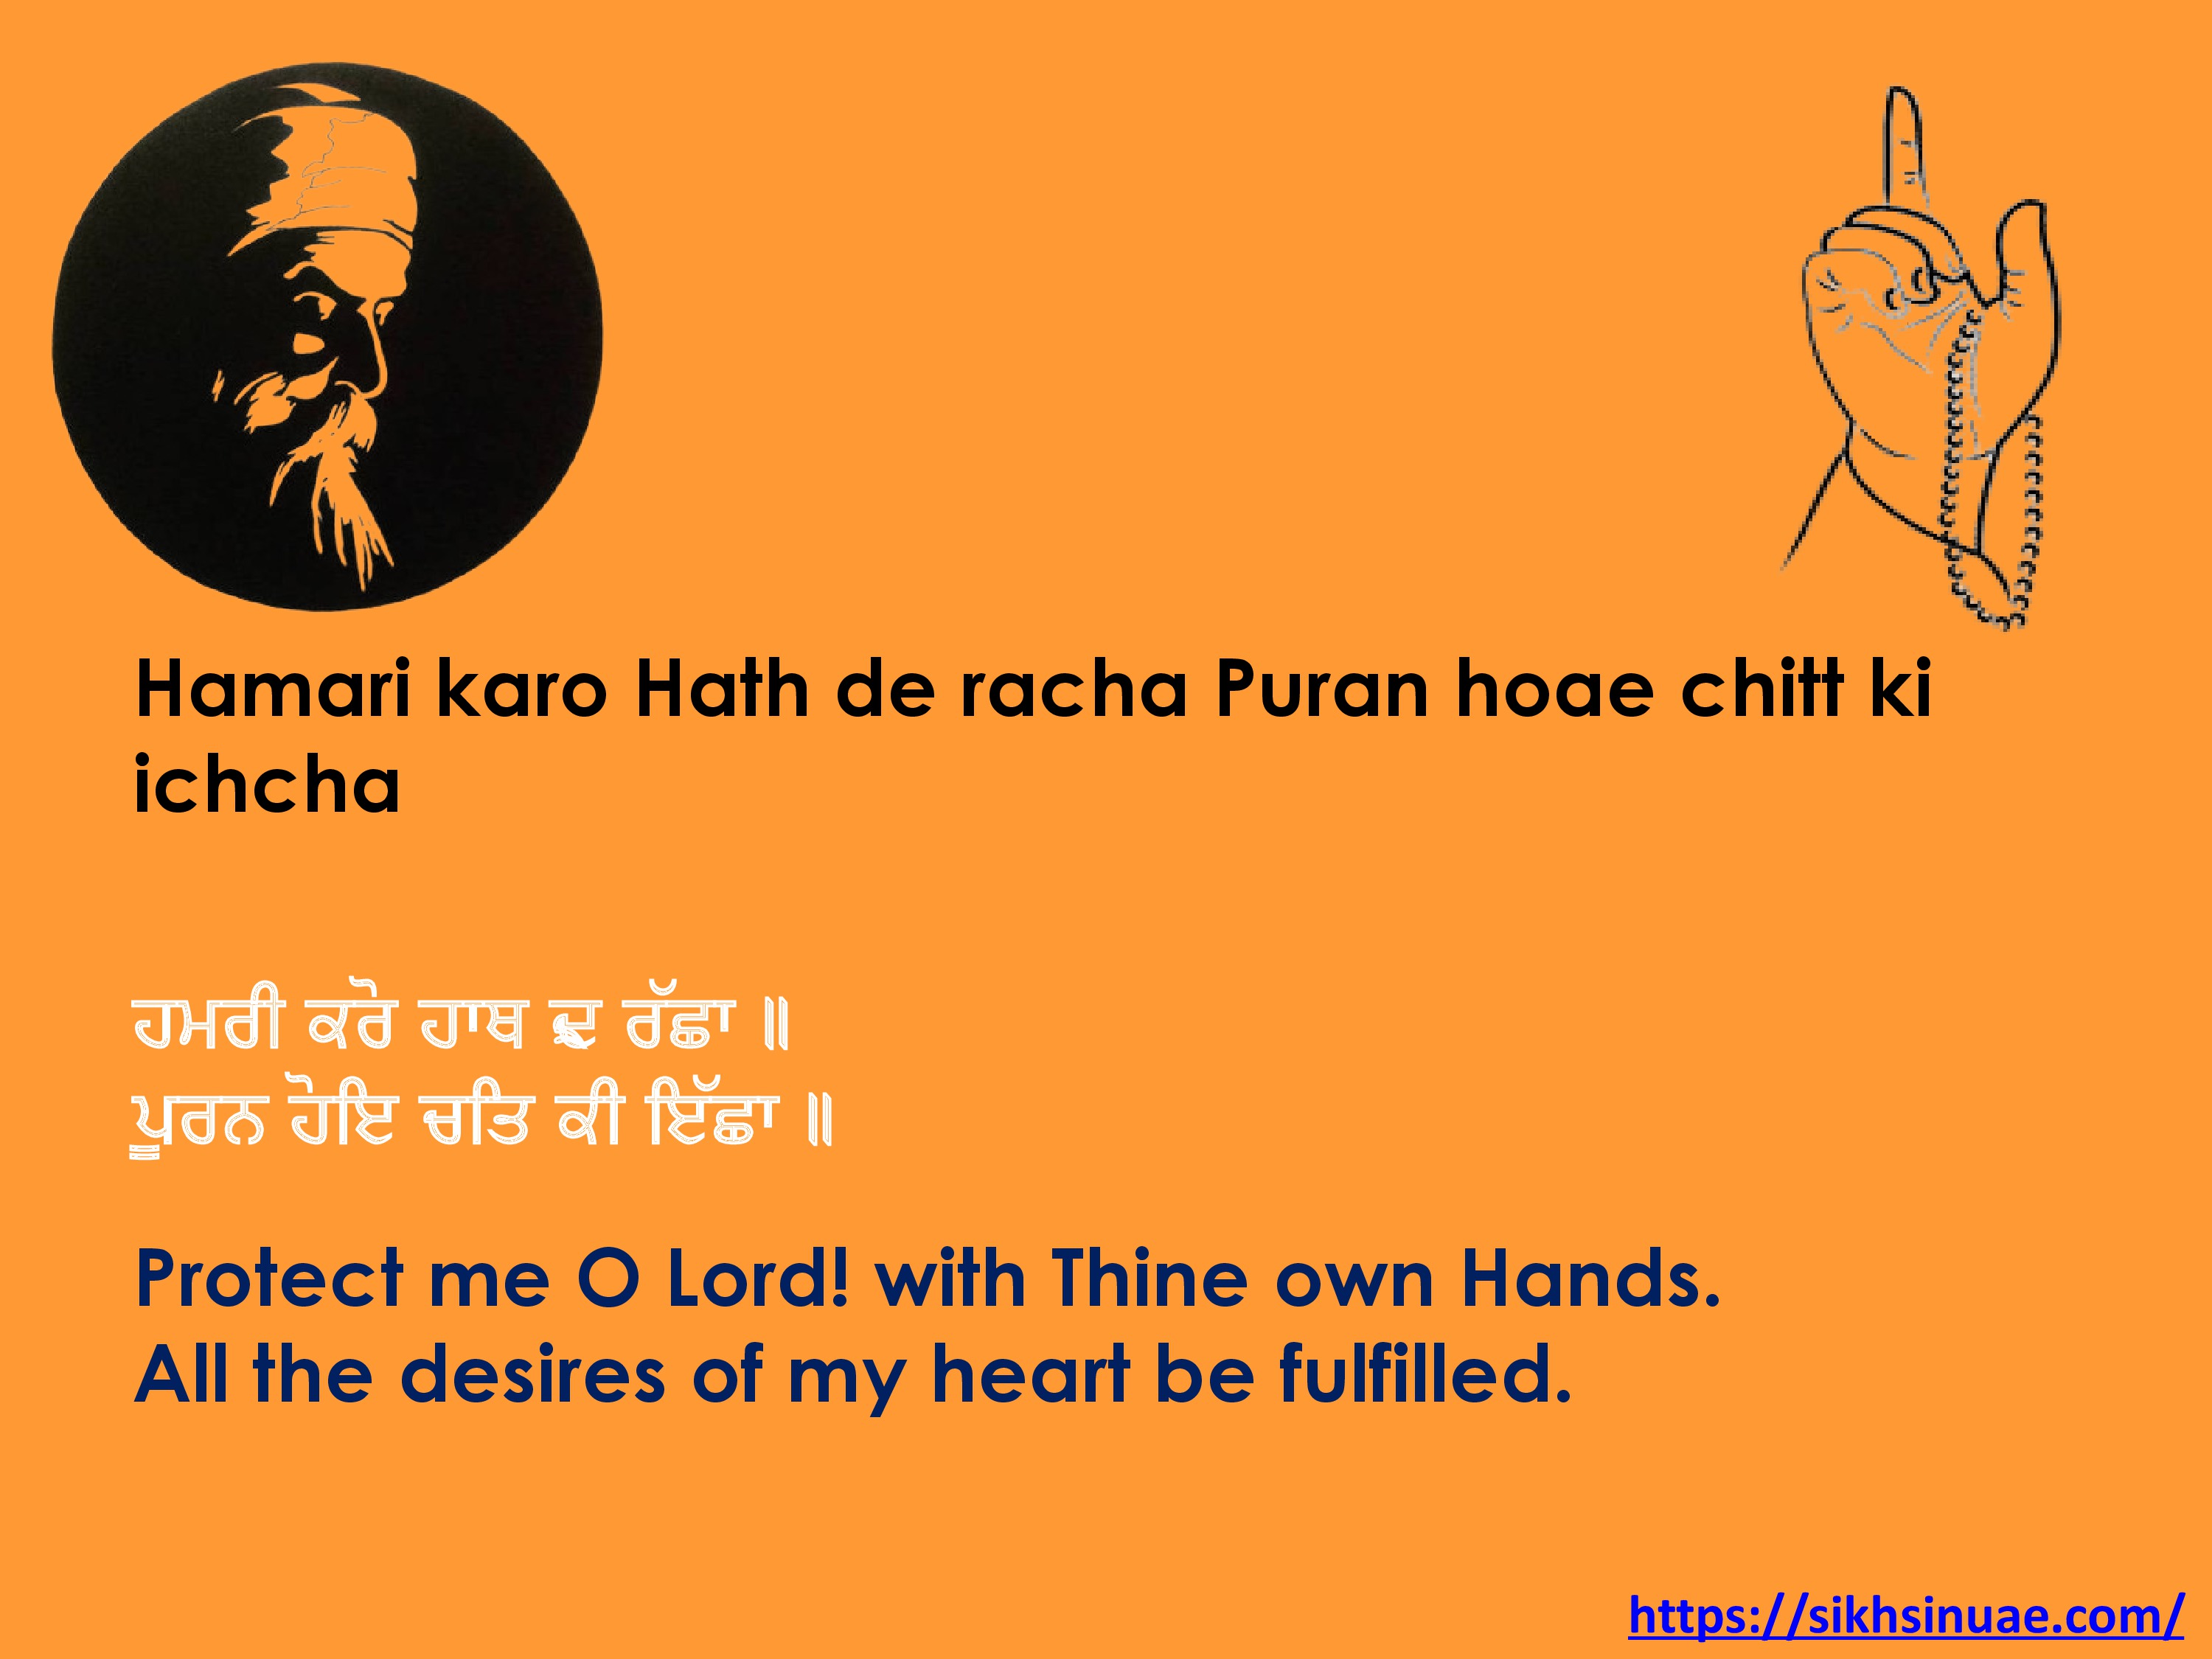 Hamari karo Hath de racha Puran hoae chitt ki
ichcha
ਹਮਰੀ ਕਰੋ ਹਾਥ ਦੈ ਰੱਛਾ ॥
ਪੂਰਨ ਹੋਇ ਚਿਤ ਕੀ ਇੱਛਾ ॥
Protect me O Lord! with Thine own Hands.
All the desires of my heart be fulfilled.
https://sikhsinuae.com/